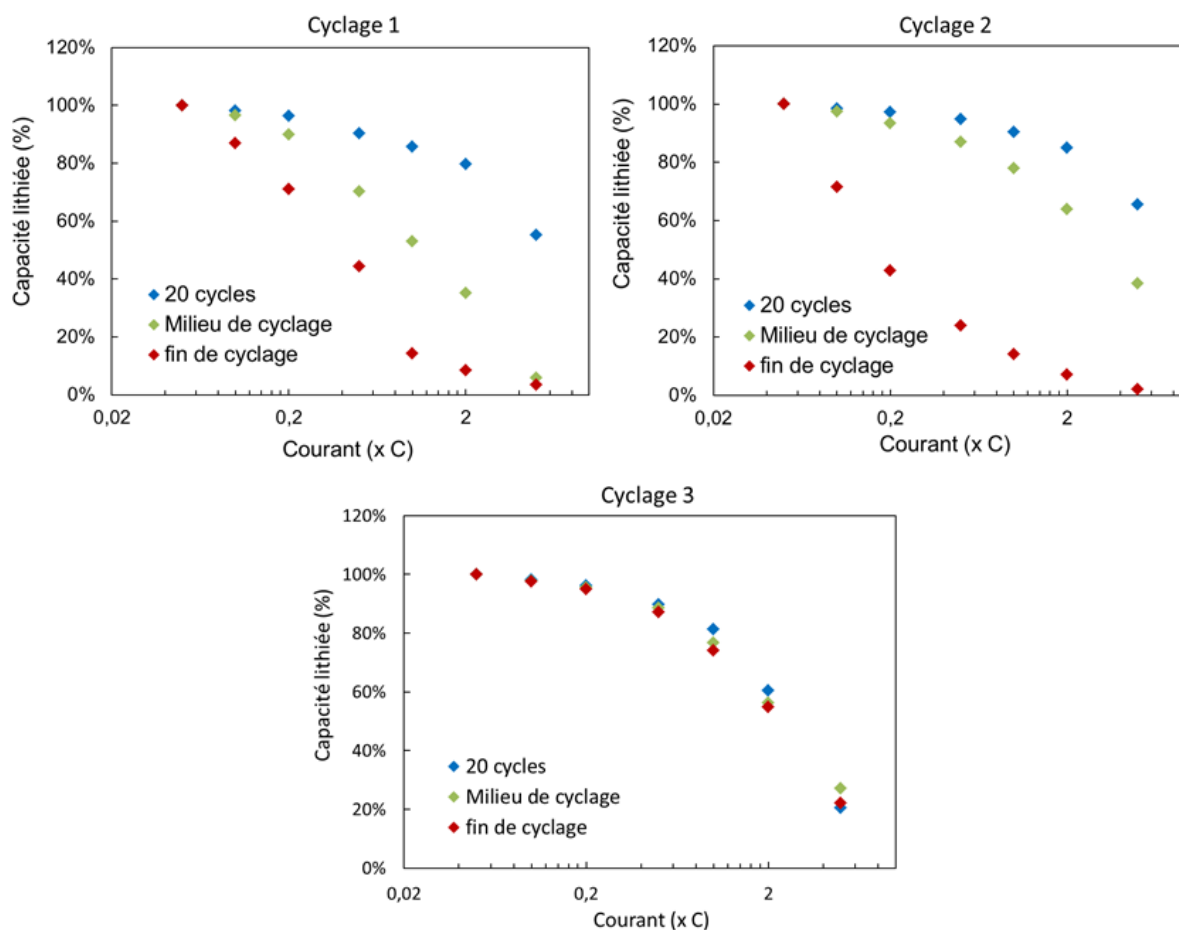 Cyclage 1
120%
100%
80%
60%
40%
20%
0%
Capacité lithiée (%)
20 cycles
Milieu de cyclage
fin de cyclage
0,02
0,2
2
Courant (x C)
Cyclage 2
120%
100%
80%
60%
40%
20%
0%
Capacité lithiée (%)
20 cycles
Milieu de cyclage
fin de cyclage
0,02
0,2
2
Courant (x C)
Cyclage 3
120%
100%
80%
60%
40%
20%
0%
Capacité lithiée (%)
20 cycles
Milieu de cyclage
fin de cyclage
0,02
0,2
2
Courant (x C)